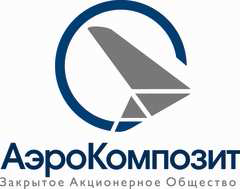 АэроКомпозит
Закрытое Акционерное Общество